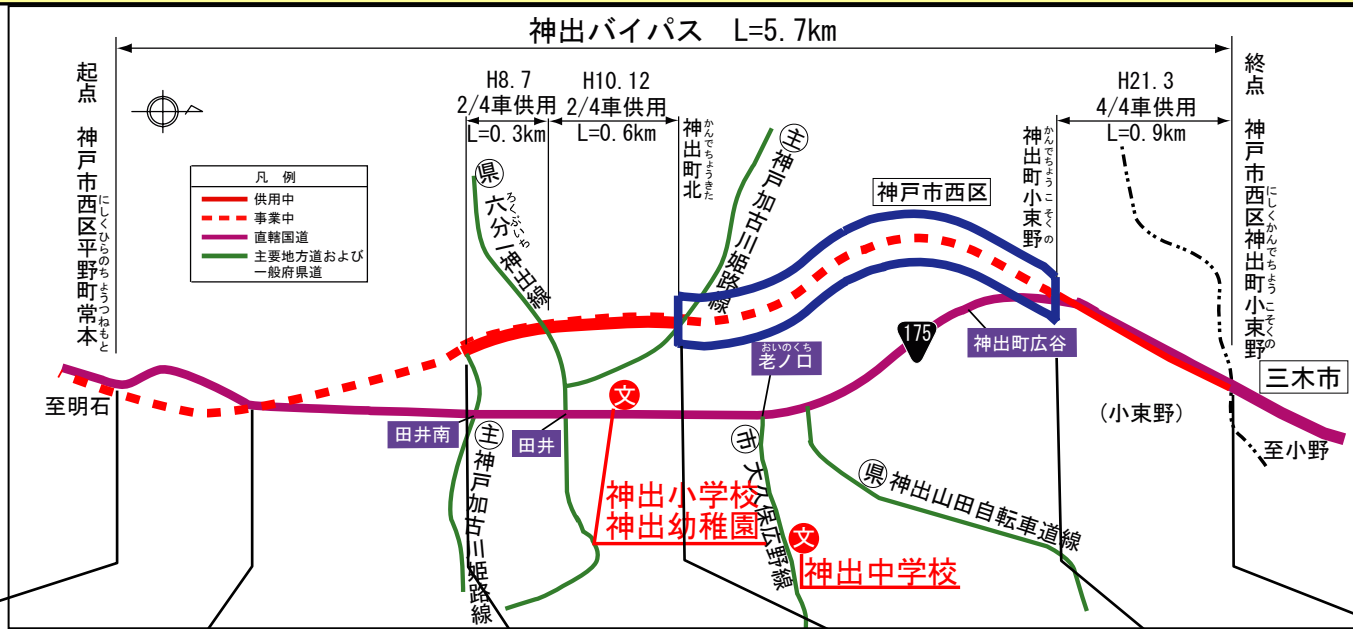 神出バイパス L=5.7km
起点 神戸市西区平野町常本
にしくひらのちょうつねもと
H8.7
2/4車供用
L=0.3km
H10.12
2/4車供用
L=0.6km
神出町北
かんでちょうきた
神出町小束野
かんでちょうこそくの
H21.3
4/4車供用
L=0.9km
終点 神戸市西区神出町小束野
にしくかんでちょうこそくの
凡 例
供用中
事業中
直轄国道
主要地方道および
一般府県道
県
六分一神出線
ろくぶいち
主
神戸加古川姫路線
神戸市西区
175
神出町広谷
おいのくち
老ノ口
三木市
至明石
田井南
田井
文
(小束野)
至小野
主
神戸加古川姫路線
神出小学校
神出幼稚園
市
大久保広野線
県
神出山田自転車道線
文
神出中学校